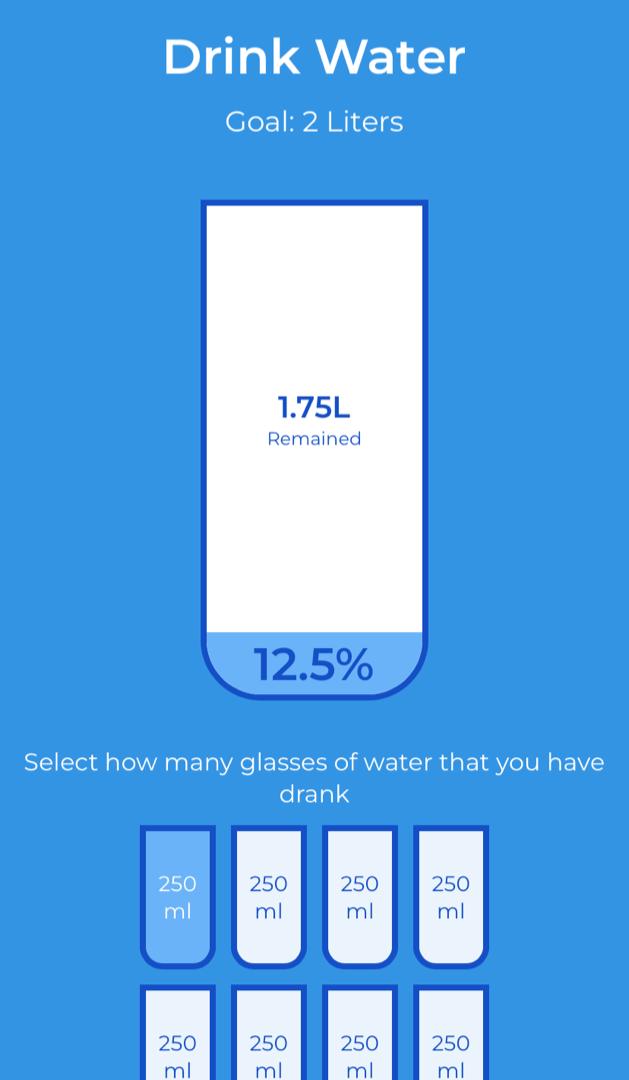 Drink Water
Goal: 2 Liters
1.75L
Remained
12.5%
Select how many glasses of water that you have
drank
250 250 250 250
ml ml ml ml
250 250 250 250
ml ml ml ml